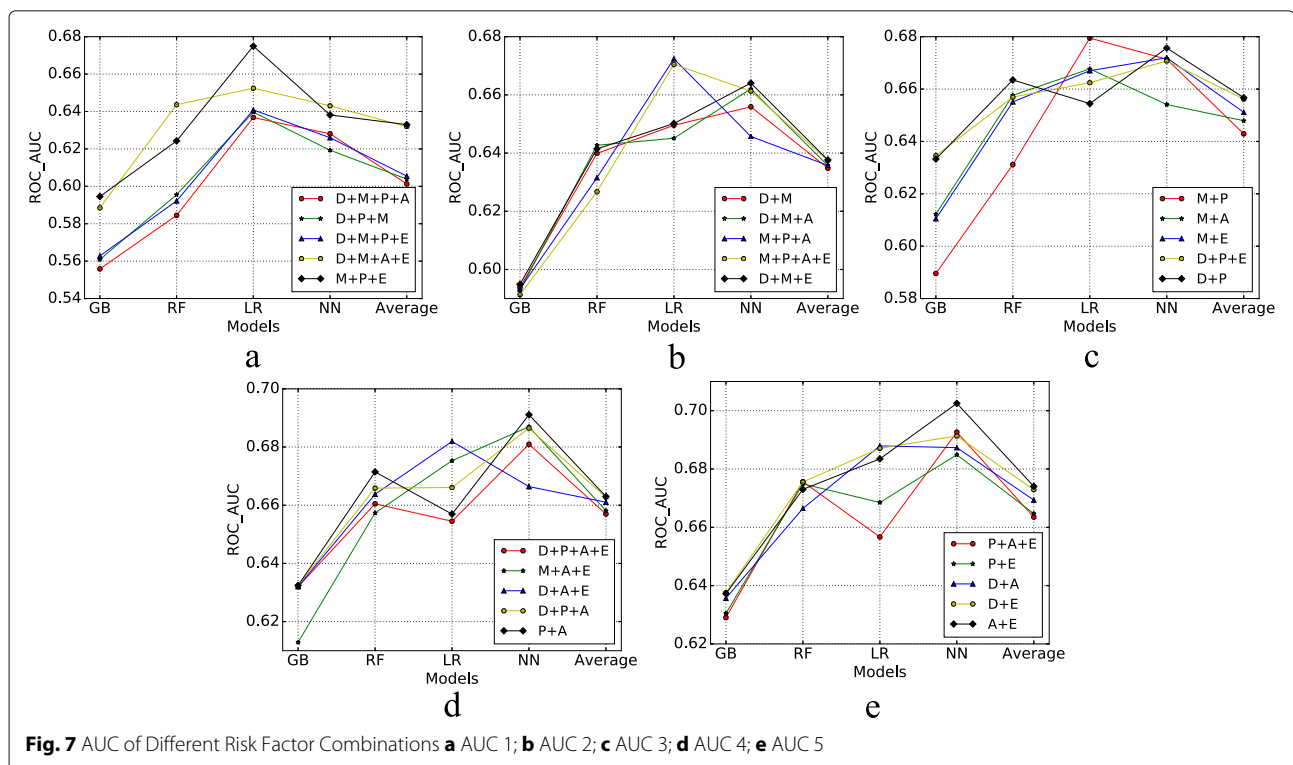 0.68
0.66
0.64
0.62
0.60
0.58
0.56
0.54
ROC_AUC
GB RF LR NN Average
Models
D+M+P+A
D+P+M
D+M+P+E
D+M+A+E
M+P+E
a
0.68
0.66
0.64
0.62
0.60
ROC_AUC
GB RF LR NN Average
Models
D+M
D+M+A
M+P+A
M+P+A+E
D+M+E
b
0.68
0.66
0.64
0.62
0.60
0.58
ROC_AUC
GB RF LR NN Average
Models
M+P
M+A
M+E
D+P+E
D+P
c
0.70
0.68
0.66
0.64
0.62
ROC_AUC
GB RF LR NN Average
Models
D+P+A+E
M+A+E
D+A+E
D+P+A
P+A
d
0.70
0.68
0.66
0.64
0.62
ROC_AUC
GB RF LR NN Average
Models
P+A+E
P+E
D+A
D+E
A+E
e
Fig. 7 AUC of Different Risk Factor Combinations a AUC 1; b AUC 2; c AUC 3; d AUC 4; e AUC 5